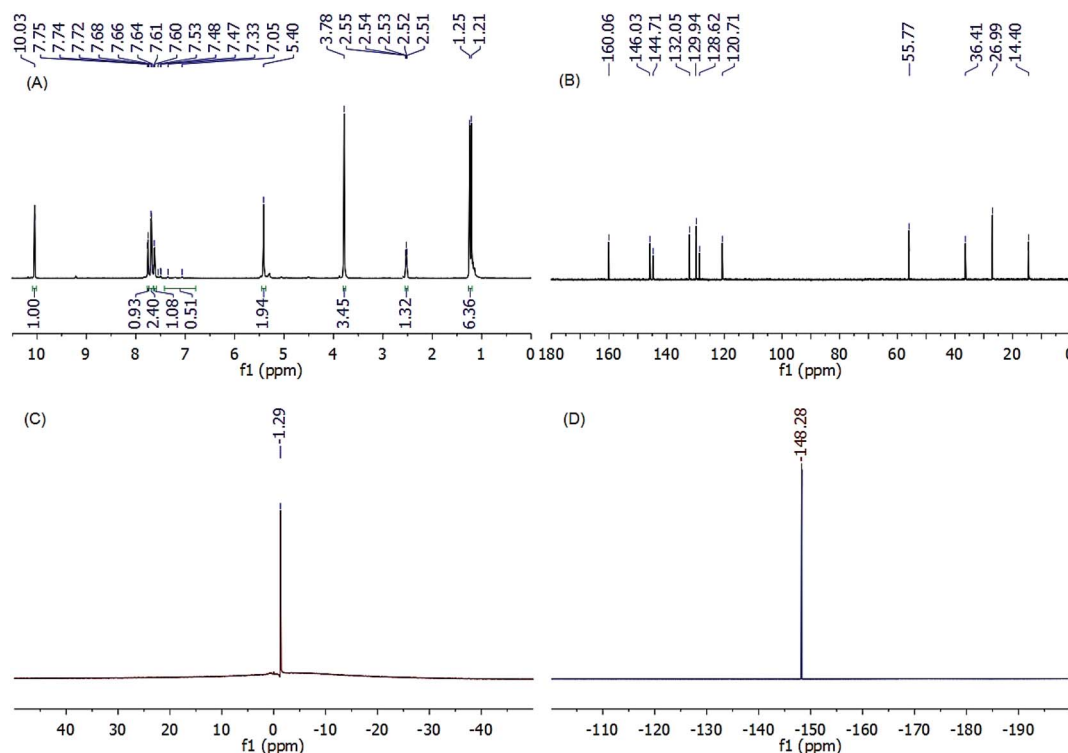 10.03 7.75 7.74 7.72 7.68 7.66 7.64 7.61 7.60 7.53 7.48 7.47 7.33 7.05 5.40 3.78 2.55 2.54 2.53 2.52 2.51 1.25 1.21
(A)
1.00 0.93 2.40 1.08 0.51 1.94 3.45 1.32 6.36
10 9 8 7 6 5 4 3 2 1 0
f1 (ppm)
160.06 146.03 144.71 132.05 129.94 128.62 120.71 55.77 36.41 26.99 14.40
(B)
180 160 140 120 100 80 60 40 20 0
f1 (ppm)
(C)
-1.29
40 30 20 10 0 -10 -20 -30 -40
f1 (ppm)
(D)
-148.28
-110 -130 -150 -170 -190
f1 (ppm)